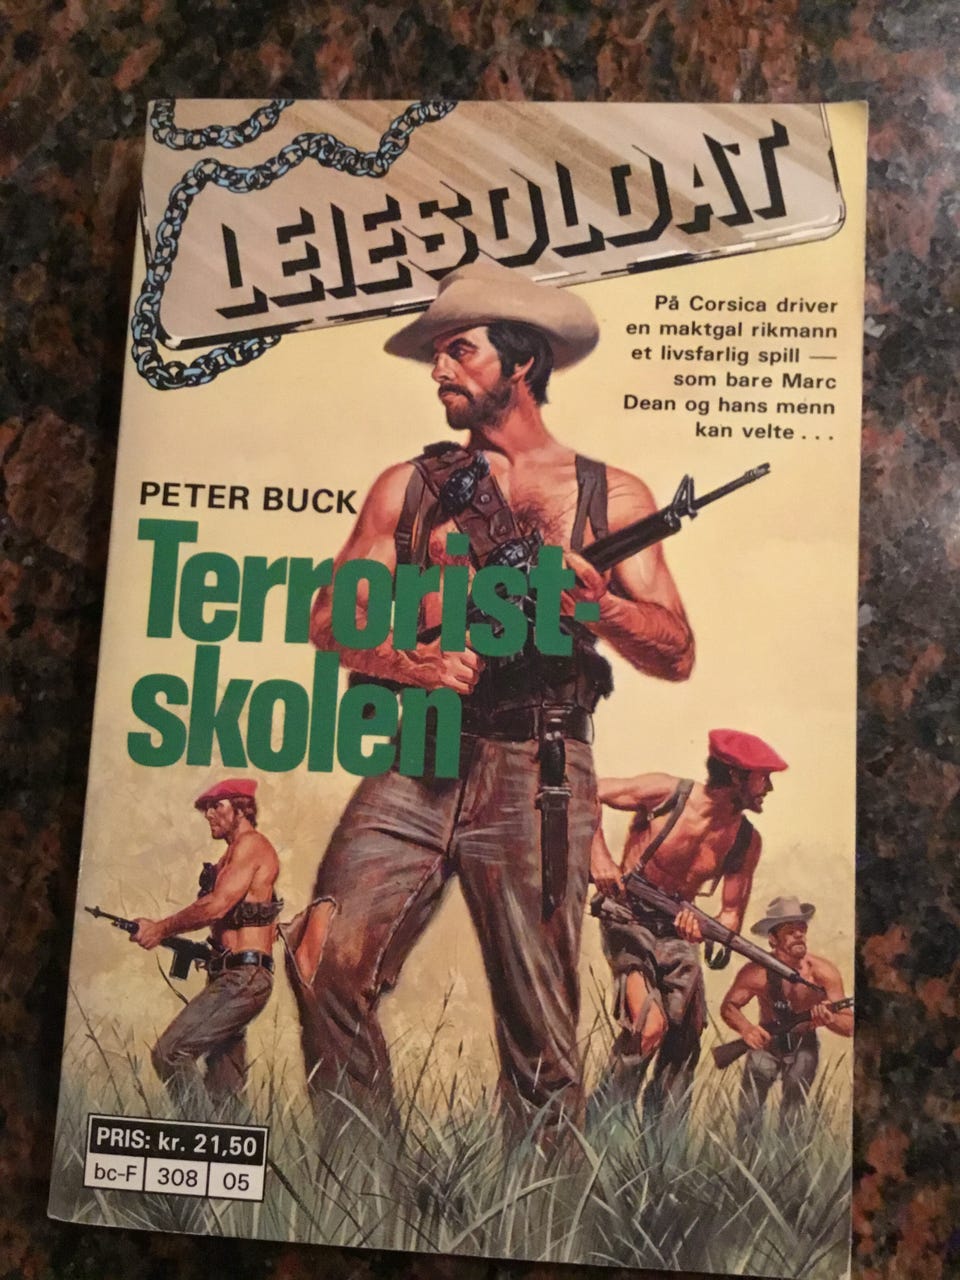 LEIESOLDAT
På Corsica driver
en maktgal rikmann
et livsfarlig spill —
som bare Marc
Dean og hans menn
kan velte...
PETER BUCK
Terrorist-
skolen
PRIS: kr. 21,50
bc-F 308 05